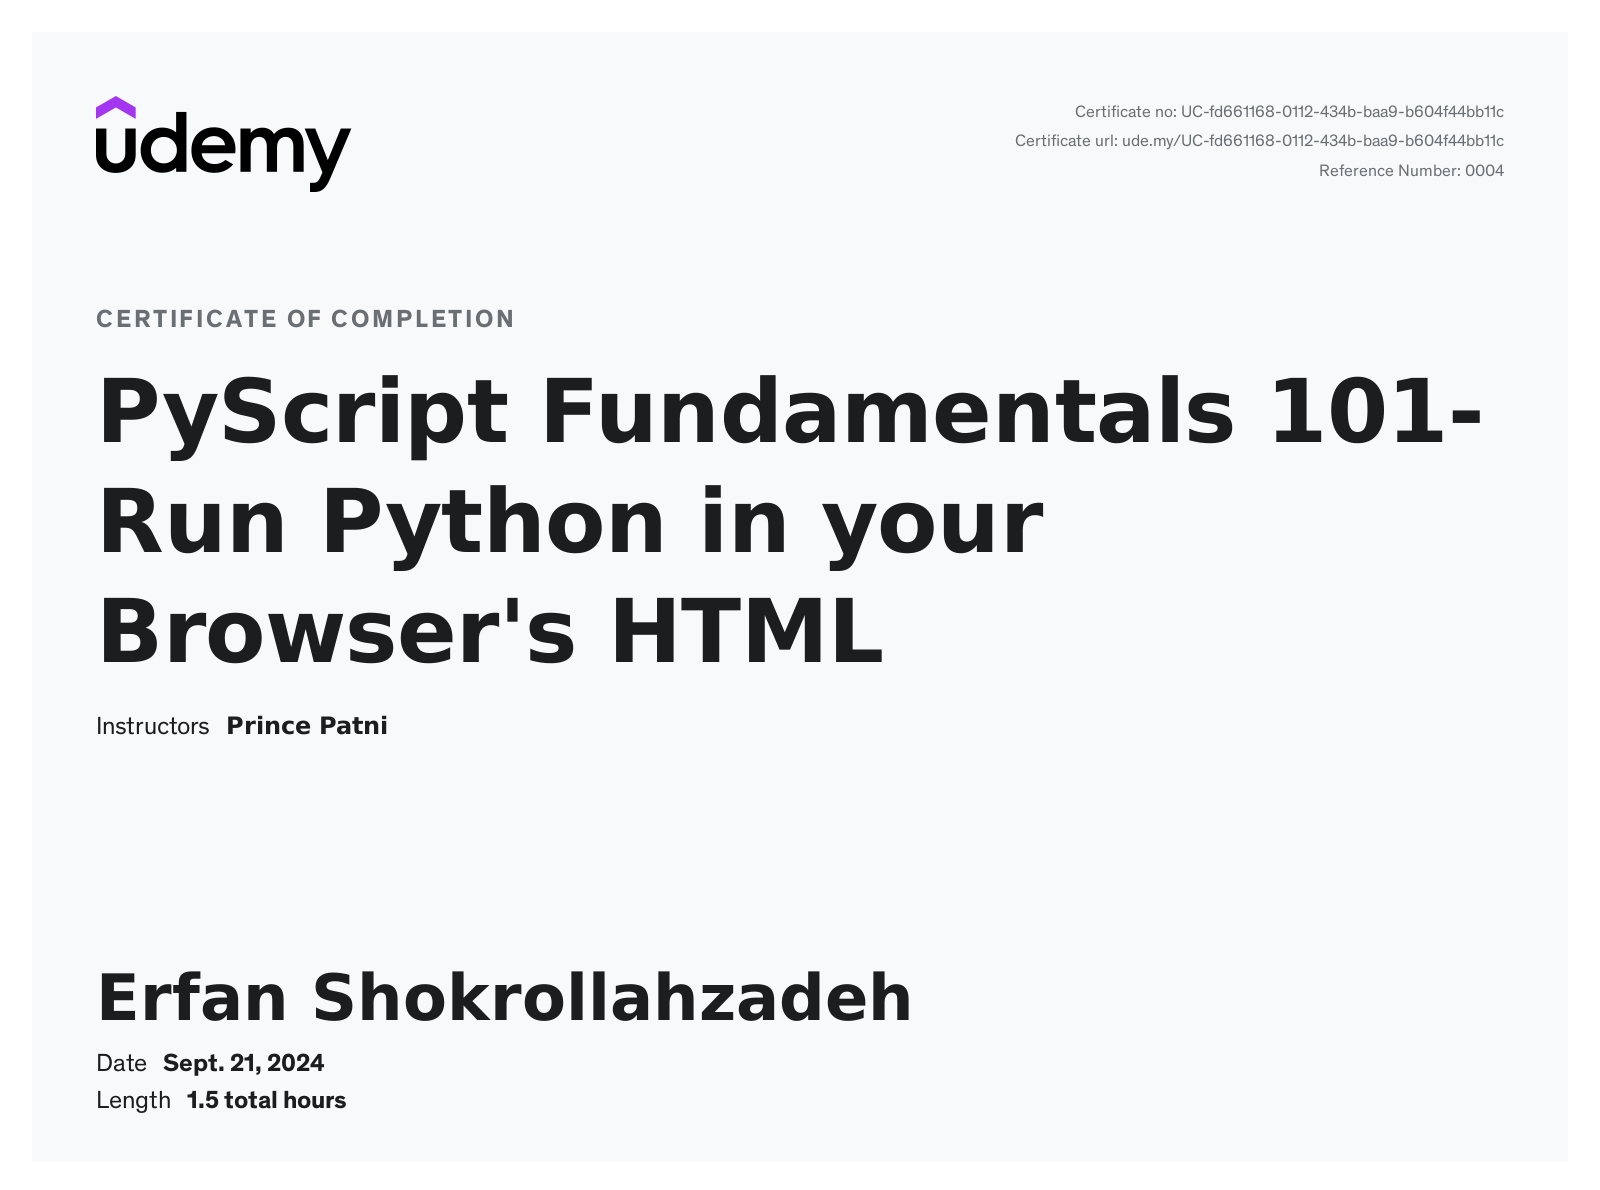 udemy
Certificate no: UC-fd661168-0112-434b-baa9-b604f44bb11c
Certificate url: ude.my/UC-fd661168-0112-434b-baa9-b604f44bb11c
Reference Number: 0004
CERTIFICATE OF COMPLETION
PyScript Fundamentals 101-
Run Python in your
Browser's HTML
Instructors Prince Patni
Erfan Shokrollahzadeh
Date Sept. 21, 2024
Length 1.5 total hours